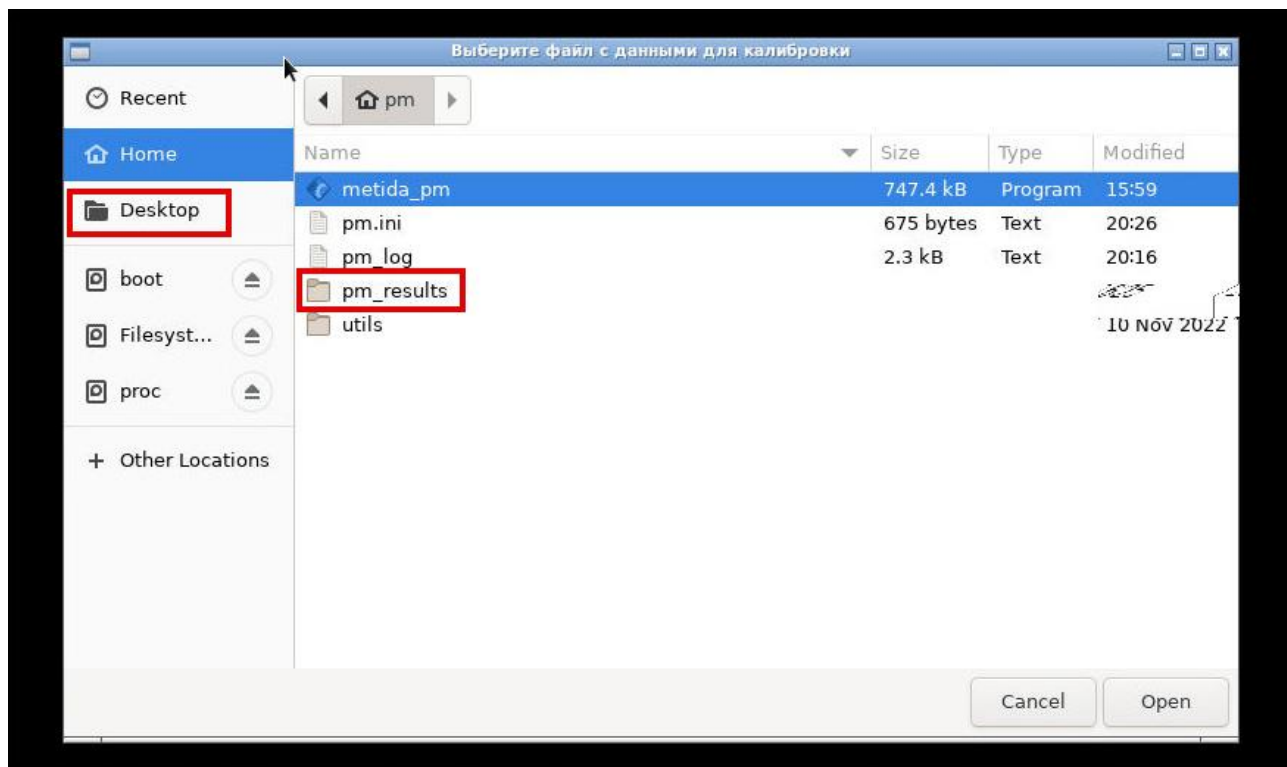 Выберите файл с данными для калибровки
Recent
pm
Home
Name Size Type Modified
metida_pm 747.4 kB Program 15:59
Desktop
pm.ini 675 bytes Text 20:26
pm_log 2.3 kB Text 20:16
boot
pm_results
Filesyst...
utils 10 Nov 2022
proc
+ Other Locations
Cancel Open